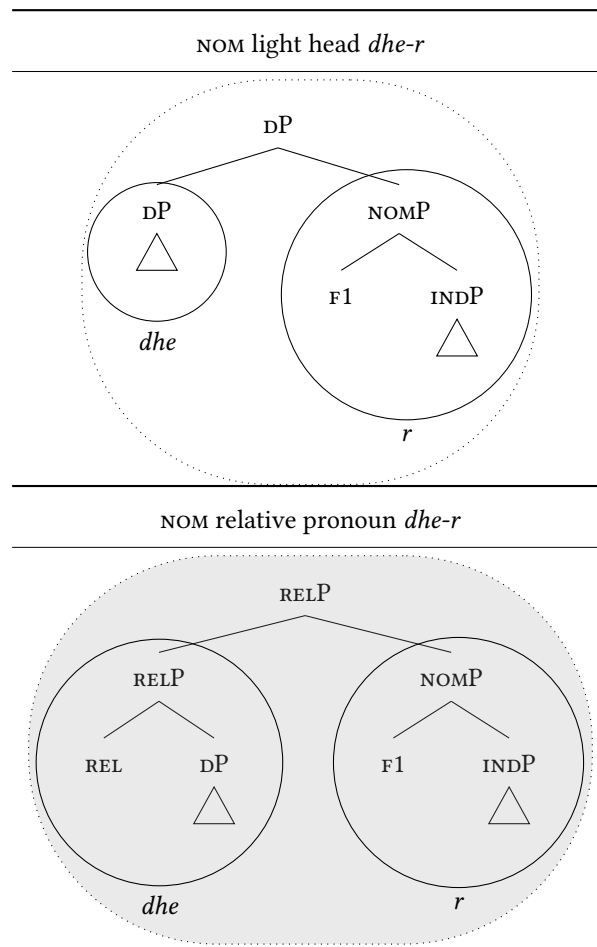 NOM light head dhe-r
DP
DP NOMP
F1 INDP
dhe
r
NOM relative pronoun dhe-r
RELP
RELP NOMP
REL DP F1 INDP
dhe r